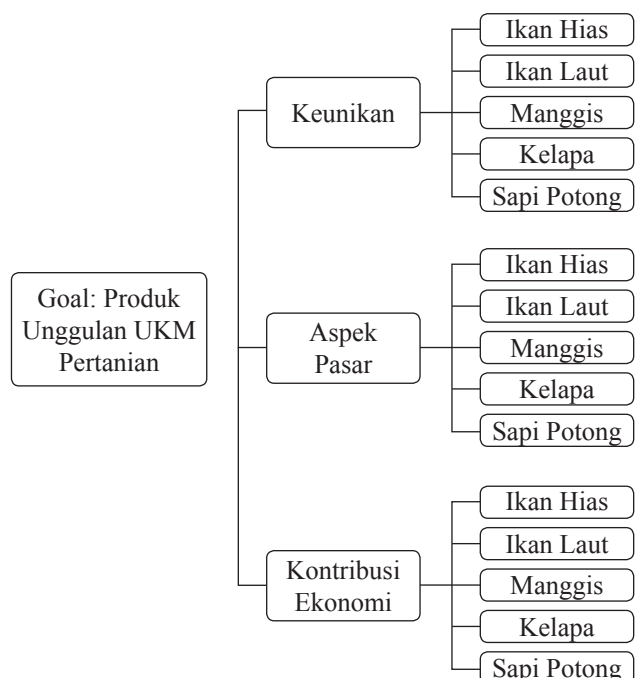 Goal: Produk
Unggulan UKM
Pertanian
Keunikan
Ikan Hias
Ikan Laut
Manggis
Kelapa
Sapi Potong
Aspek
Pasar
Ikan Hias
Ikan Laut
Manggis
Kelapa
Sapi Potong
Kontribusi
Ekonomi
Ikan Hias
Ikan Laut
Manggis
Kelapa
Sapi Potong